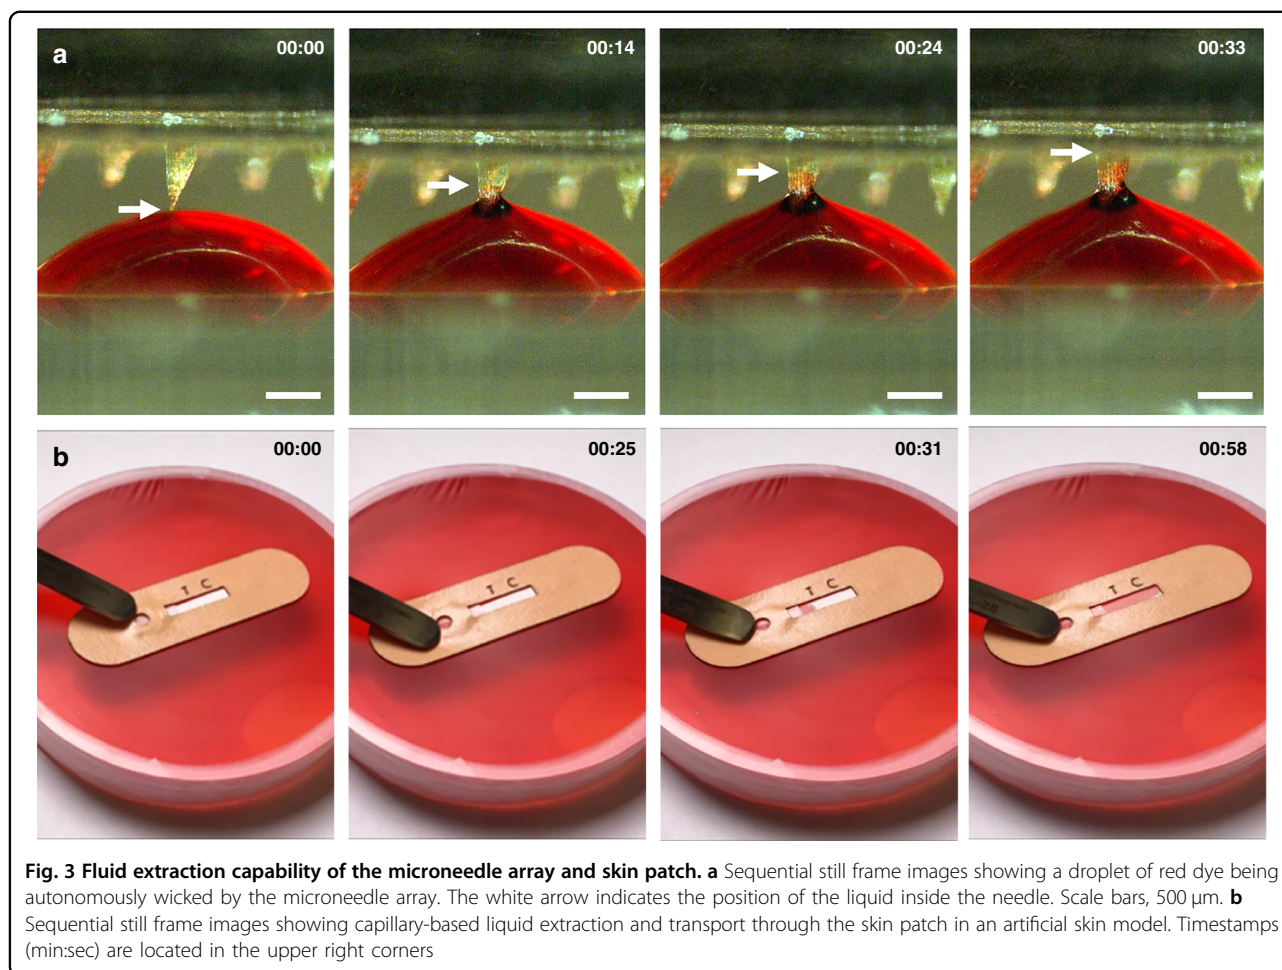 a
00:00
00:14
00:24
00:33
b
00:00
00:25
00:31
00:58
T C
T C
T C
T C
-28
Fig. 3 Fluid extraction capability of the microneedle array and skin patch. a Sequential still frame images showing a droplet of red dye being
autonomously wicked by the microneedle array. The white arrow indicates the position of the liquid inside the needle. Scale bars, 500 µm. b
Sequential still frame images showing capillary-based liquid extraction and transport through the skin patch in an artificial skin model. Timestamps
(min:sec) are located in the upper right corners